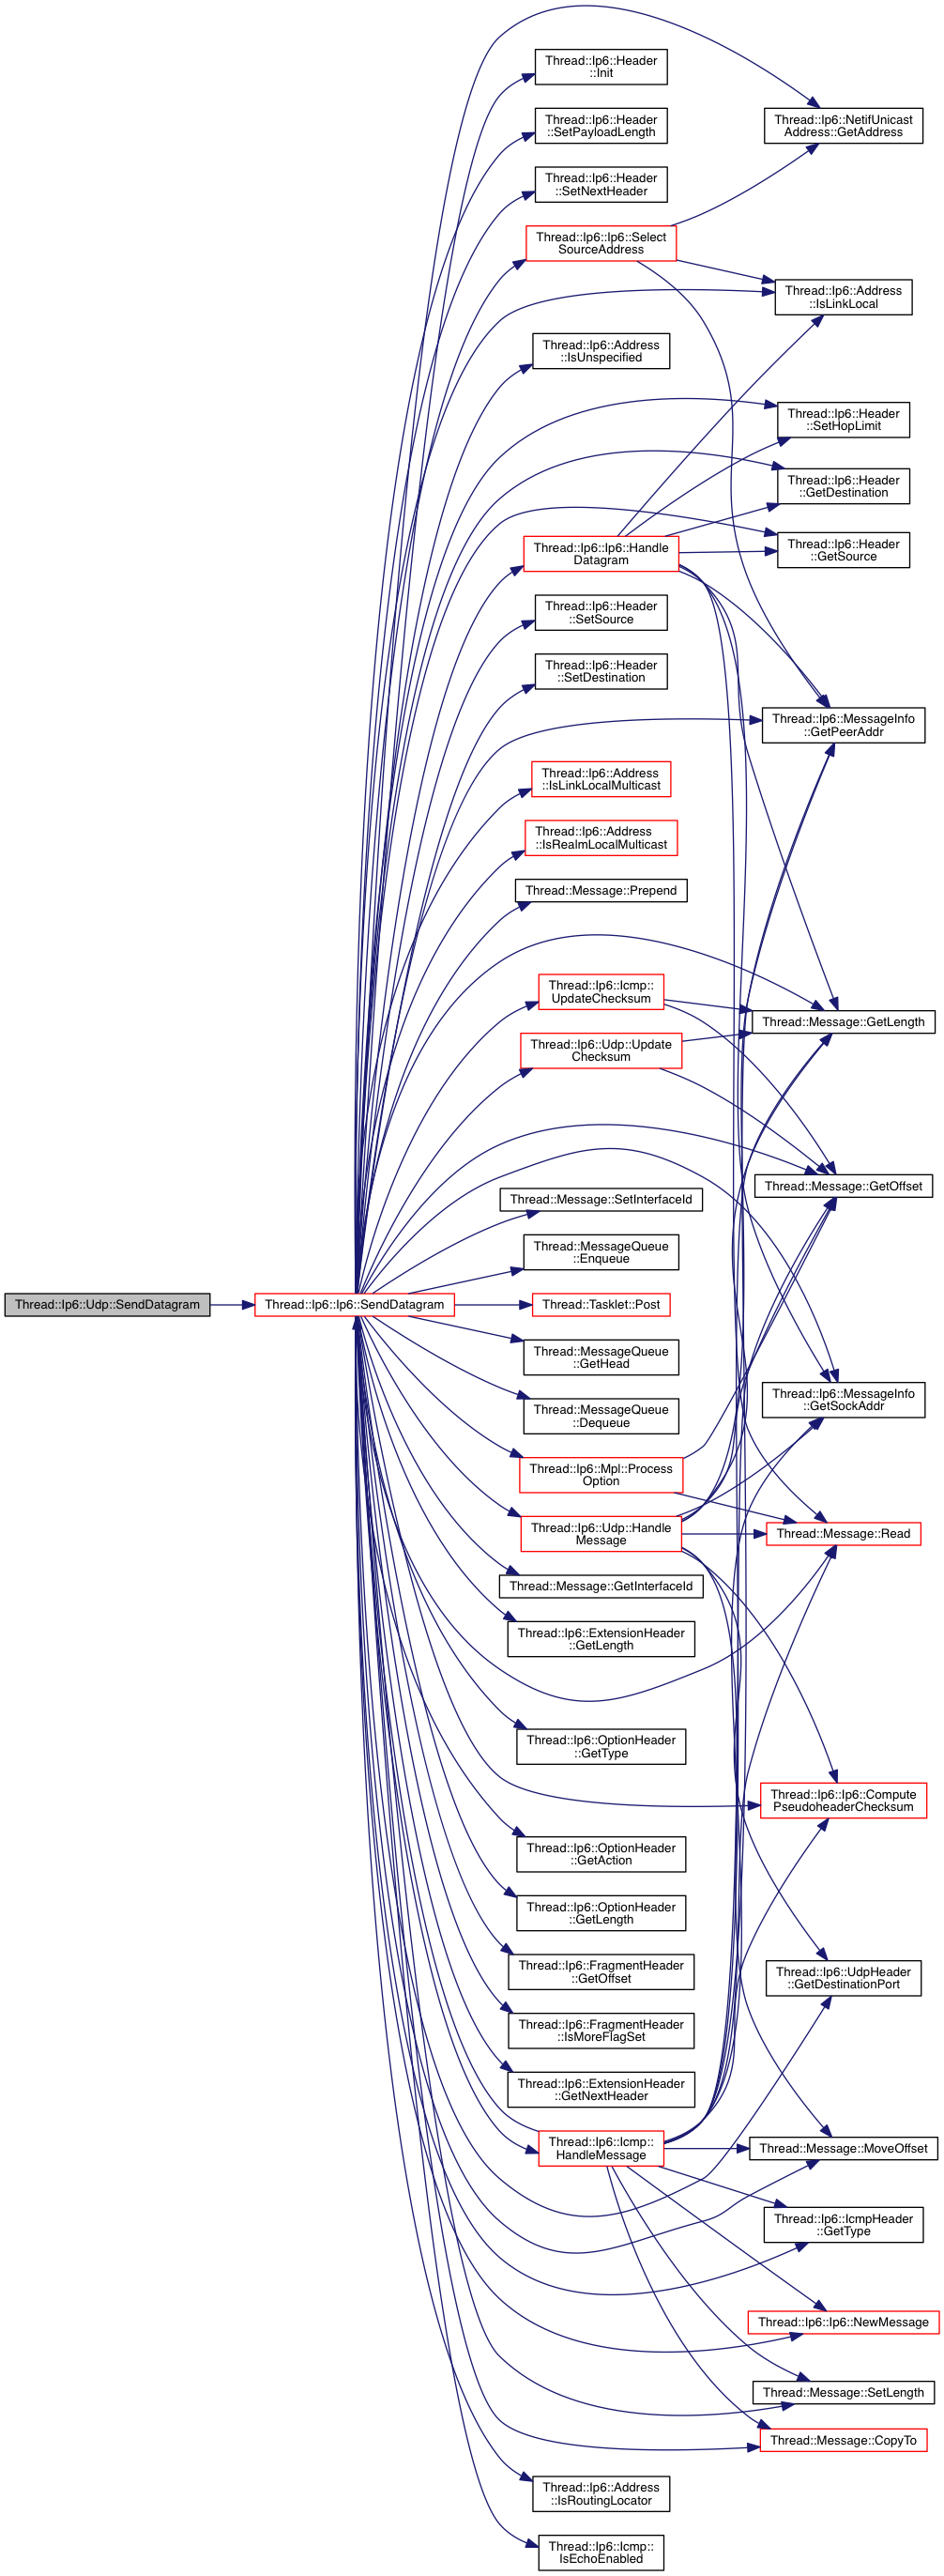 Thread::Ip6::Udp::SendDatagram
Thread::Ip6::Ip6::SendDatagram
Thread::Ip6::Header
::Init
Thread::Ip6::Header
::SetPayloadLength
Thread::Ip6::Header
::SetNextHeader
Thread::Ip6::Ip6::Select
SourceAddress
Thread::Ip6::Address
::IsUnspecified
Thread::Ip6::Ip6::Handle
Datagram
Thread::Ip6::Header
::SetSource
Thread::Ip6::Header
::SetDestination
Thread::Ip6::Address
::IsLinkLocalMulticast
Thread::Ip6::Address
::IsRealmLocalMulticast
Thread::Message::Prepend
Thread::Ip6::Icmp::
UpdateChecksum
Thread::Ip6::Udp::Update
Checksum
Thread::Message::SetInterfaceId
Thread::MessageQueue
::Enqueue
Thread::Tasklet::Post
Thread::MessageQueue
::GetHead
Thread::MessageQueue
::Dequeue
Thread::Ip6::Mpl::Process
Option
Thread::Ip6::Udp::Handle
Message
Thread::Message::GetInterfaceId
Thread::Ip6::ExtensionHeader
::GetLength
Thread::Ip6::OptionHeader
::GetType
Thread::Ip6::OptionHeader
::GetAction
Thread::Ip6::OptionHeader
::GetLength
Thread::Ip6::FragmentHeader
::GetOffset
Thread::Ip6::FragmentHeader
::IsMoreFlagSet
Thread::Ip6::ExtensionHeader
::GetNextHeader
Thread::Ip6::Icmp::
HandleMessage
Thread::Ip6::Address
::IsRoutingLocator
Thread::Ip6::Icmp::
IsEchoEnabled
Thread::Ip6::NetifUnicast
Address::GetAddress
Thread::Ip6::Address
::IsLinkLocal
Thread::Ip6::Header
::SetHopLimit
Thread::Ip6::Header
::GetDestination
Thread::Ip6::Header
::GetSource
Thread::Ip6::MessageInfo
::GetPeerAddr
Thread::Message::GetLength
Thread::Message::GetOffset
Thread::Ip6::MessageInfo
::GetSockAddr
Thread::Message::Read
Thread::Ip6::Ip6::Compute
PseudoheaderChecksum
Thread::Ip6::UdpHeader
::GetDestinationPort
Thread::Message::MoveOffset
Thread::Ip6::IcmpHeader
::GetType
Thread::Ip6::Ip6::NewMessage
Thread::Message::SetLength
Thread::Message::CopyTo